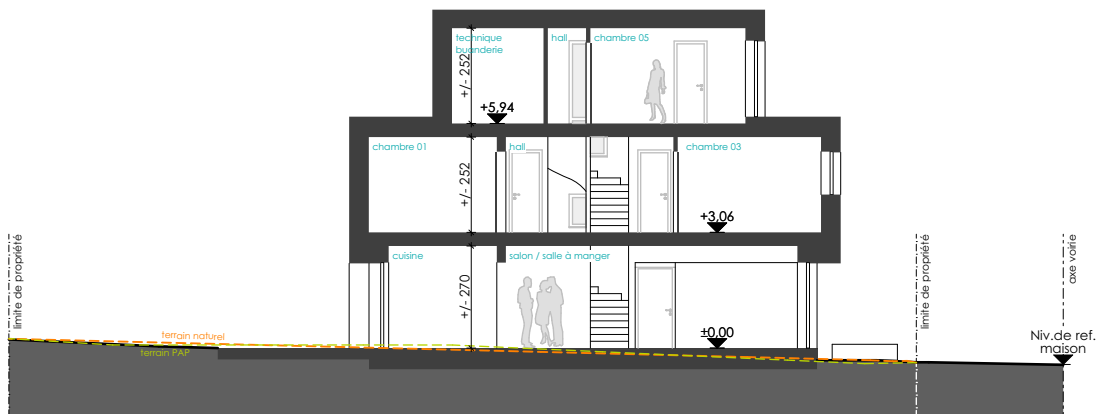 technique
buanderie
hall
chambre 05
+/- 252
+5,94
chambre 01
hall
chambre 03
+/- 252
+3,06
cuisine
salon / salle à manger
+/- 270
±0,00
limite de propriété
limite de propriété
axe voirie
terrain naturel
terrain PAP
Niv.de ref.
maison